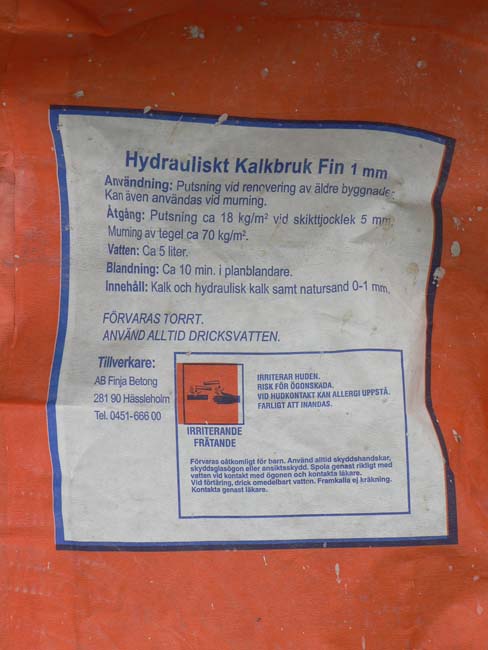 Hydrauliskt Kalkbruk Fin 1 mm
Användning: Putsning vid renovering av äldre byggnader.
Kan även användas vid murning.
Åtgång: Putsning ca 18 kg/m² vid skikttjocklek 5 mm.
Murning av tegel ca 70 kg/m².
Vatten: Ca 5 liter.
Blandning: Ca 10 min. i planblandare.
Innehåll: Kalk och hydraulisk kalk samt natursand 0-1 mm.
FÖRVARAS TORRT.
ANVÄND ALLTID DRICKSVATTEN.
Tillverkare:
AB Finja Betong
281 90 Hässleholm
Tel. 0451-666 00
IRRITERANDE
FRÄTANDE
IRRITERAR HUDEN.
RISK FÖR ÖGONSKADA.
VID HUDKONTAKT KAN ALLERGI UPPSTÅ.
FARLIGT ATT INANDAS.
Förvaras oåtkomligt för barn. Använd alltid skyddshandskar,
skyddsglasögon eller ansiktsskydd. Spola genast rikligt med
vatten vid kontakt med ögonen och kontakta läkare.
Vid förtäring, drick omedelbart vatten. Framkalla ej kräkning.
Kontakta genast läkare.